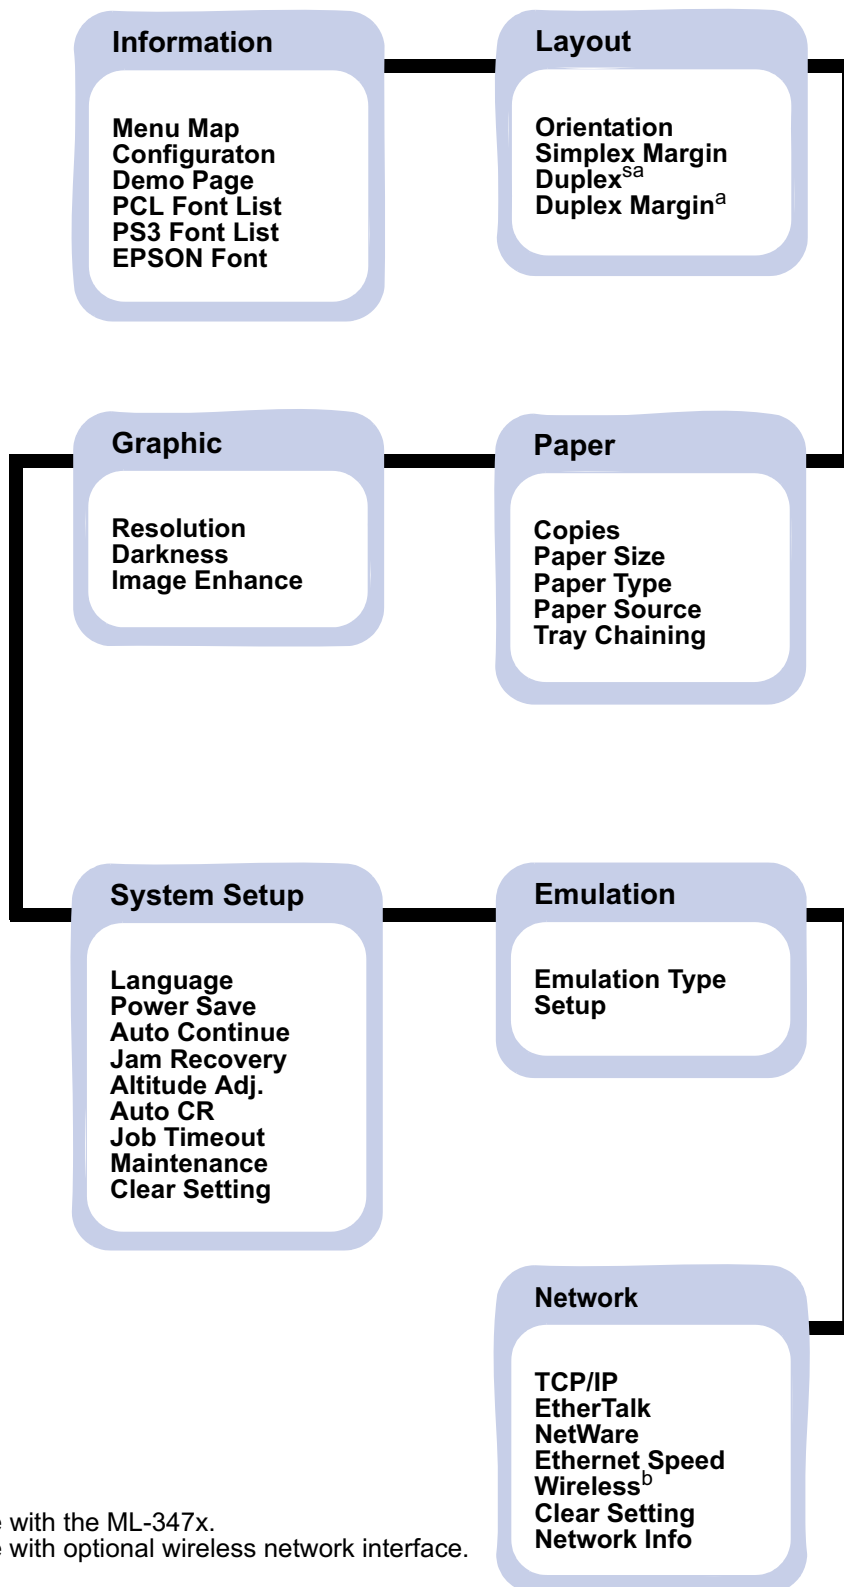 Information
Menu Map
Configuraton
Demo Page
PCL Font List
PS3 Font List
EPSON Font
Layout
Orientation
Simplex Margin
Duplexsa
Duplex Margina
Graphic
Resolution
Darkness
Image Enhance
Paper
Copies
Paper Size
Paper Type
Paper Source
Tray Chaining
System Setup
Language
Power Save
Auto Continue
Jam Recovery
Altitude Adj.
Auto CR
Job Timeout
Maintenance
Clear Setting
Emulation
Emulation Type
Setup
Network
TCP/IP
EtherTalk
NetWare
Ethernet Speed
Wirelessb
Clear Setting
Network Info
with the ML-347x.
with optional wireless network interface.